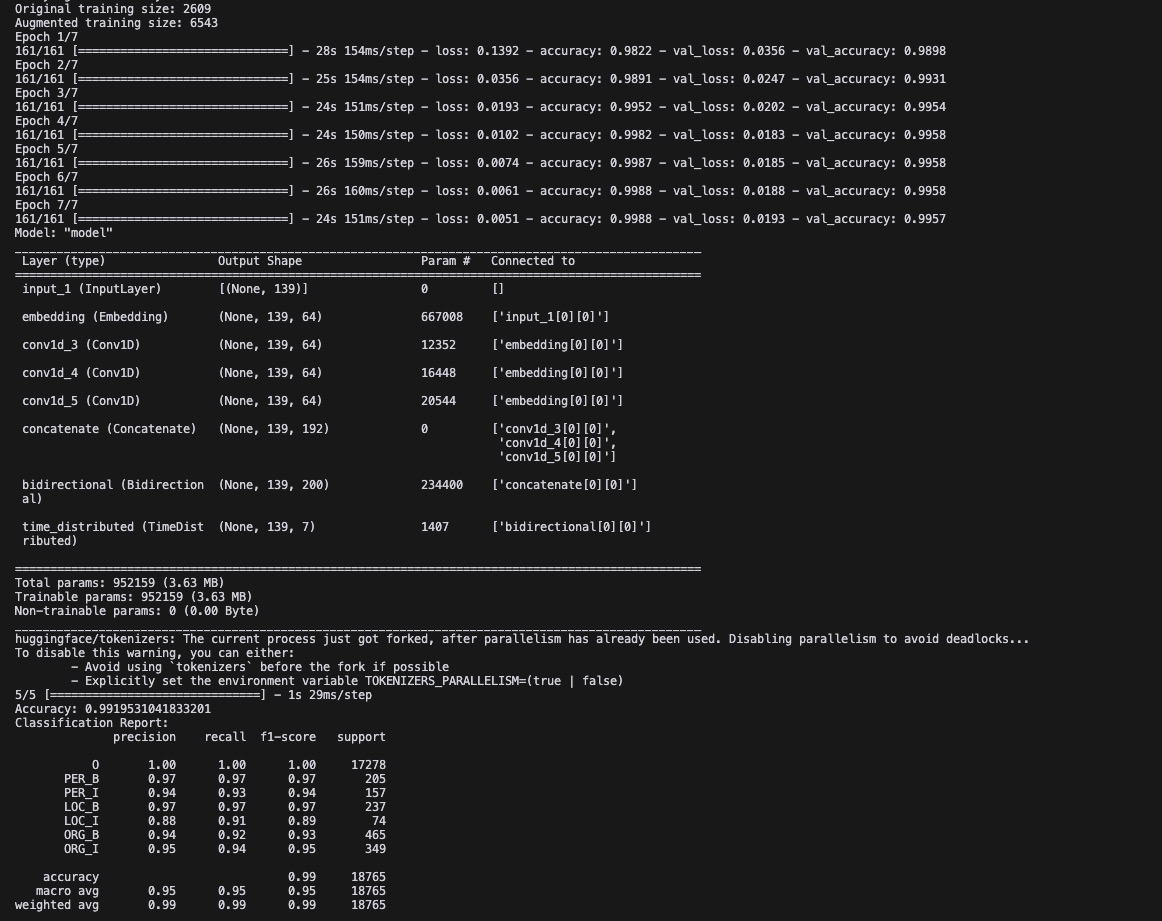 Original training size: 2609
Augmented training size: 6543
Epoch 1/7
161/161 [==============================] - 28s 154ms/step - loss: 0.1392 - accuracy: 0.9822 - val_loss: 0.0356 - val_accuracy: 0.9898
Epoch 2/7
161/161 [==============================] - 25s 154ms/step - loss: 0.0356 - accuracy: 0.9891 - val_loss: 0.0247 - val_accuracy: 0.9931
Epoch 3/7
161/161 [==============================] - 24s 151ms/step - loss: 0.0193 - accuracy: 0.9952 - val_loss: 0.0202 - val_accuracy: 0.9954
Epoch 4/7
161/161 [==============================] - 24s 150ms/step - loss: 0.0102 - accuracy: 0.9982 - val_loss: 0.0183 - val_accuracy: 0.9958
Epoch 5/7
161/161 [==============================] - 26s 159ms/step - loss: 0.0074 - accuracy: 0.9987 - val_loss: 0.0185 - val_accuracy: 0.9958
Epoch 6/7
161/161 [==============================] - 26s 160ms/step - loss: 0.0061 - accuracy: 0.9988 - val_loss: 0.0188 - val_accuracy: 0.9958
Epoch 7/7
161/161 [==============================] - 24s 151ms/step - loss: 0.0051 - accuracy: 0.9988 - val_loss: 0.0193 - val_accuracy: 0.9957
Model: "model"
__________________________________________________________________________________________________
 Layer (type)                Output Shape                 Param #   Connected to
==================================================================================================
 input_1 (InputLayer)        [(None, 139)]                0         []
 embedding (Embedding)       (None, 139, 64)              667008    ['input_1[0][0]']
 conv1d_3 (Conv1D)           (None, 139, 64)              12352     ['embedding[0][0]']
 conv1d_4 (Conv1D)           (None, 139, 64)              16448     ['embedding[0][0]']
 conv1d_5 (Conv1D)           (None, 139, 64)              20544     ['embedding[0][0]']
 concatenate (Concatenate)   (None, 139, 192)             0         ['conv1d_3[0][0]',
                                                                     'conv1d_4[0][0]',
                                                                     'conv1d_5[0][0]']
 bidirectional (Bidirection  (None, 139, 200)             234400    ['concatenate[0][0]']
 al)
 time_distributed (TimeDist  (None, 139, 7)               1407      ['bidirectional[0][0]']
 ributed)
==================================================================================================
Total params: 952159 (3.63 MB)
Trainable params: 952159 (3.63 MB)
Non-trainable params: 0 (0.00 Byte)
__________________________________________________________________________________________________
huggingface/tokenizers: The current process just got forked, after parallelism has already been used. Disabling parallelism to avoid deadlocks...
To disable this warning, you can either:
        - Avoid using `tokenizers` before the fork if possible
        - Explicitly set the environment variable TOKENIZERS_PARALLELISM=(true | false)
5/5 [==============================] - 1s 29ms/step
Accuracy: 0.9919531041833201
Classification Report:
              precision    recall  f1-score   support
           O       1.00      1.00      1.00     17278
       PER_B       0.97      0.97      0.97       205
       PER_I       0.94      0.93      0.94       157
       LOC_B       0.97      0.97      0.97       237
       LOC_I       0.88      0.91      0.89        74
       ORG_B       0.94      0.92      0.93       465
       ORG_I       0.95      0.94      0.95       349
    accuracy                           0.99     18765
   macro avg       0.95      0.95      0.95     18765
weighted avg       0.99      0.99      0.99     18765